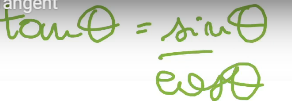 angent
tanθ = sinθ
cosθ